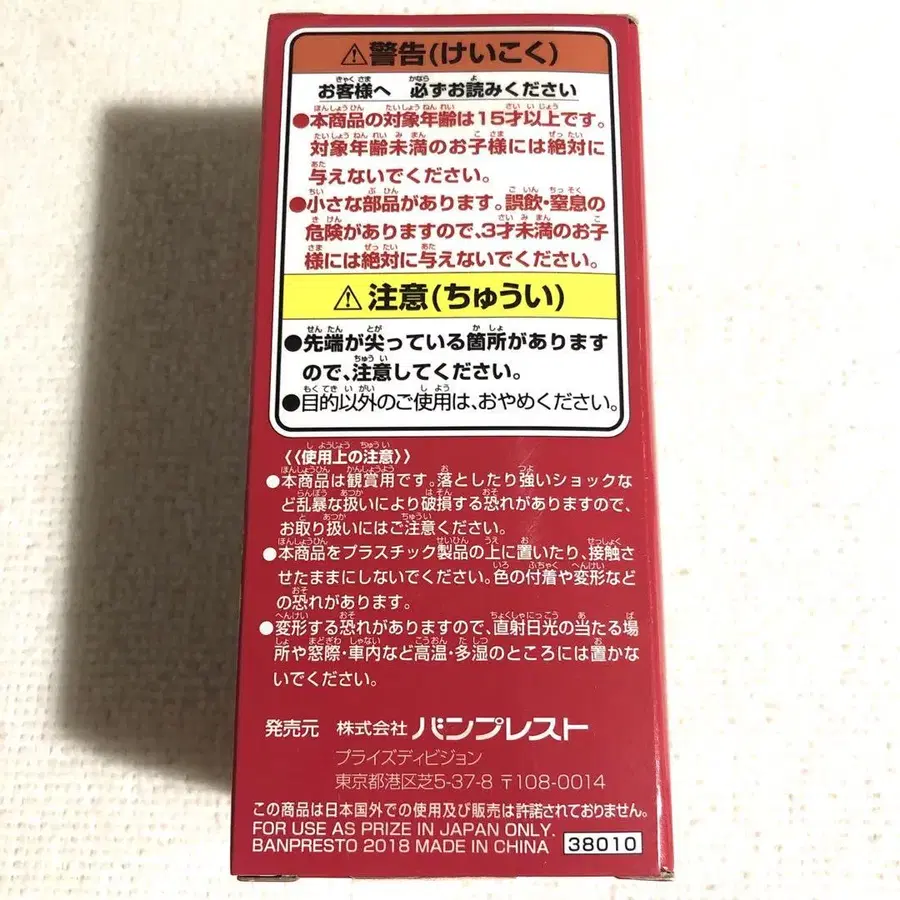 ⚠警告(けいこく)
お客様へ 必ずお読みください
●本商品の対象年齢は15才以上です。
対象年齢未満のお子様には絶対に
与えないでください。
●小さな部品があります。誤飲・窒息の
危険がありますので、3才未満のお子
様には絶対に与えないでください。
⚠注意(ちゅうい)
●先端が尖っている箇所があります
ので、注意してください。
●目的以外のご使用は、おやめください。
《使用上の注意》
●本商品は観賞用です。落としたり強いショックな
ど乱暴な扱いにより破損する恐れがありますので、
お取り扱いにはご注意ください。
●本商品をプラスチック製品の上に置いたり、接触さ
せたままにしないでください。色の付着や変形など
の恐れがあります。
●変形する恐れがありますので、直射日光の当たる場
所や窓際・車内など高温・多湿のところには置かな
いでください。
発売元 株式会社 バンプレスト
プライズディビジョン
東京都港区芝5-37-8 〒108-0014
この商品は日本国外での使用及び販売は許諾されておりません。
FOR USE AS PRIZE IN JAPAN ONLY.
BANPRESTO 2018 MADE IN CHINA 38010